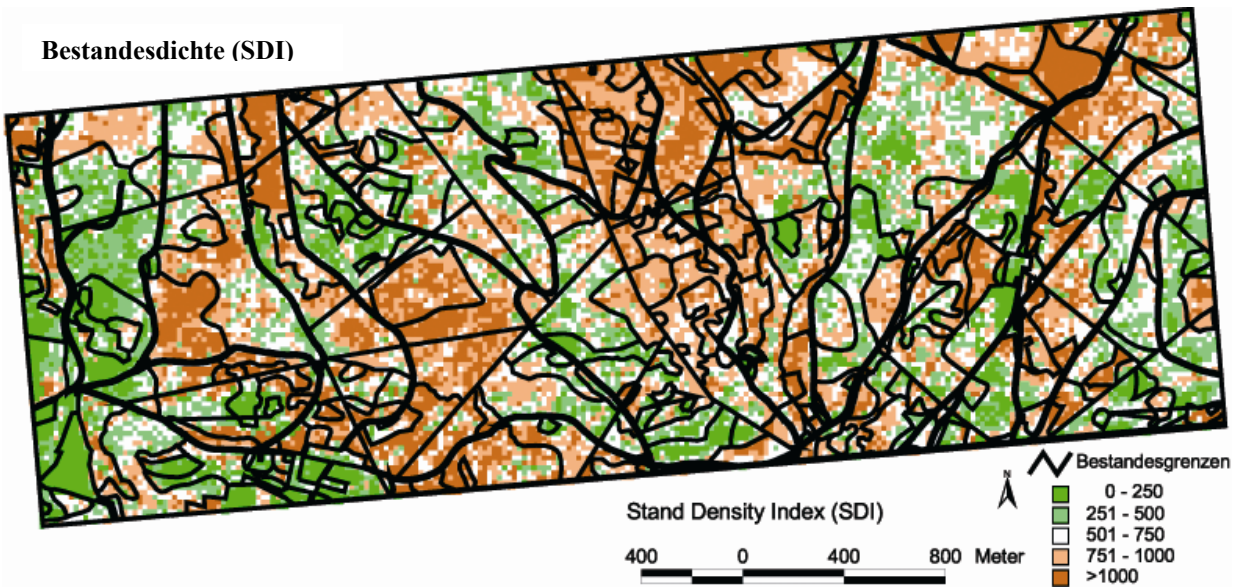 Bestandesdichte (SDI)
Bestandesgrenzen
N
0 - 250
251 - 500
501 - 750
751 - 1000
>1000
Stand Density Index (SDI)
400 0 400 800 Meter